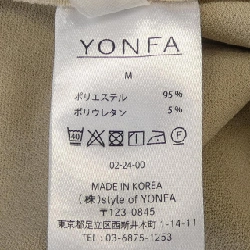 YONFA
M
ポリエステル 95%
ポリウレタン 5%
40
F
02-24-00
MADE IN KOREA
(株)style of YONFA
〒123-0845
東京都足立区西新井本町 1-14-11
TEL: 03-6875-1253